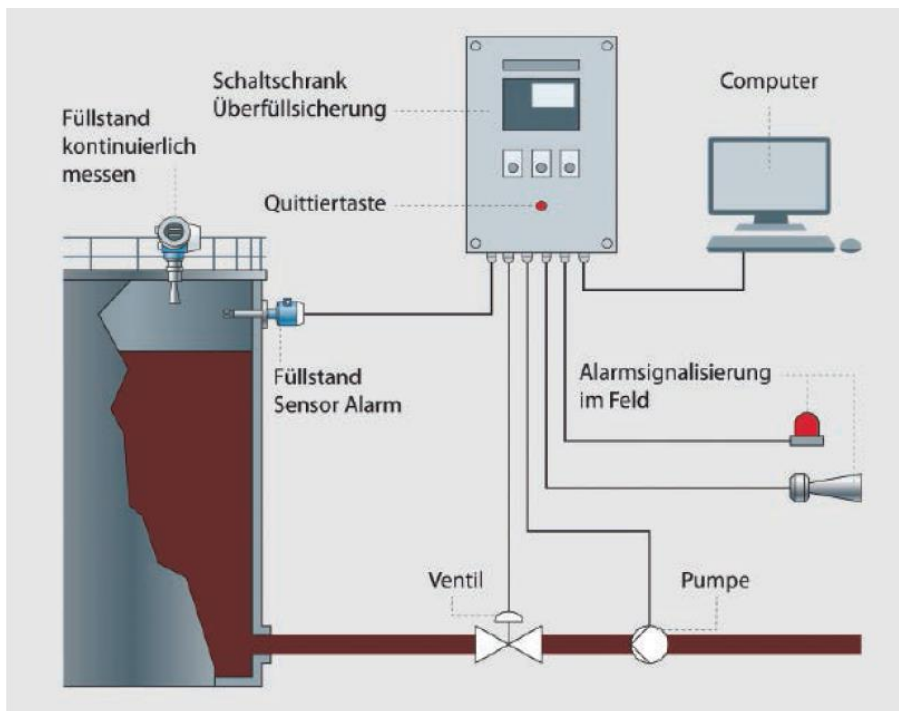 Schaltschrank
Überfüllsicherung
Computer
Füllstand
kontinuierlich
messen
Quittiertaste
Füllstand
Sensor Alarm
Alarmsignalisierung
im Feld
Ventil
Pumpe